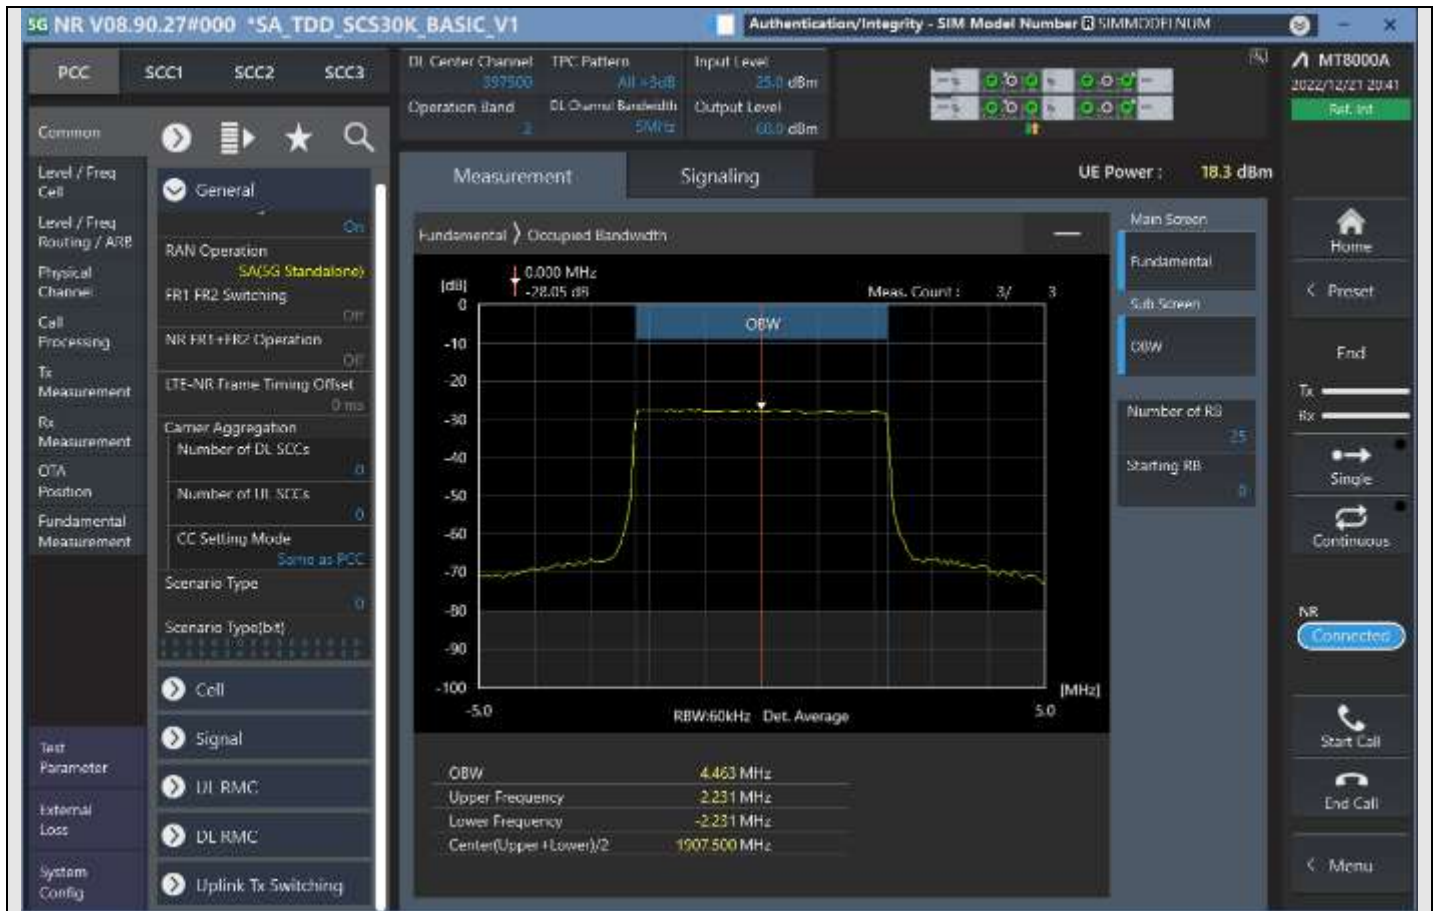 5G NR V08.90.27#000 *SA_TDD_SCS30K_BASIC_V1
Authentication/Integrity - SIM Model Number SIMMODELNUM
PCC SCC1 SCC2 SCC3
DL Center Channel TPC Pattern Input Level
397500 All +3dB 25.0 dBm
Operation Band DL Channel Bandwidth Output Level
2 5MHz dBm
MT8000A
2022/12/21 20:41
Ref. Int
Common
Level / Freq
Cell
Level / Freq
Routing / ARB
Physical
Channel
Call
Processing
Tx
Measurement
Rx
Measurement
OTA
Position
Fundamental
Measurement
Test
Parameter
External
Loss
System
Config
General
On
RAN Operation
SA(5G Standalone)
FR1 FR2 Switching
Off
NR FR1+FR2 Operation
Off
LTE-NR Frame Timing Offset
0 ms
Carrier Aggregation
Number of DL SCCs
0
Number of UL SCCs
0
CC Setting Mode
Same as PCC
Scenario Type
0
Scenario Type(bit)
Cell
Signal
UL RMC
DL RMC
Uplink Tx Switching
Measurement Signaling
UE Power : 18.3 dBm
Fundamental Occupied Bandwidth
[dB]
0.000 MHz
-28.05 dB
Meas. Count : 3/ 3
OBW
0
-10
-20
-30
-40
-50
-60
-70
-80
-90
-100
[MHz]
-5.0 RBW:60kHz Det. Average 5.0
OBW 4.463 MHz
Upper Frequency 2.231 MHz
Lower Frequency -2.231 MHz
Center(Upper+Lower)/2 1907.500 MHz
Main Screen
Fundamental
Sub Screen
OBW
Number of RB
25
Starting RB
0
Home
Preset
End
Tx
Rx
Single
Continuous
NR
Connected
Start Call
End Call
Menu